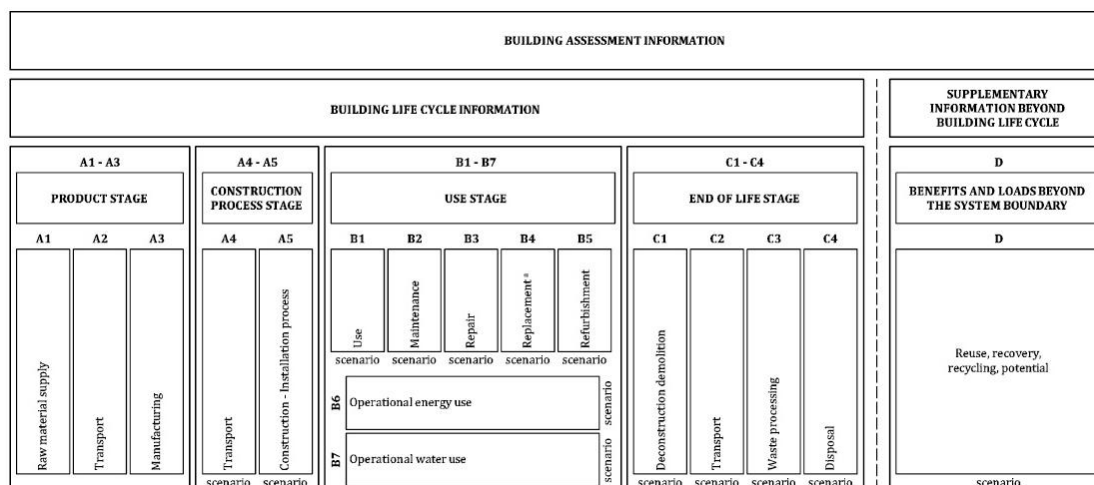 BUILDING ASSESSMENT INFORMATION
BUILDING LIFE CYCLE INFORMATION
SUPPLEMENTARY
INFORMATION BEYOND
BUILDING LIFE CYCLE
A1 - A3
PRODUCT STAGE
A1
A2
A3
Raw material supply
Transport
Manufacturing
A4 - A5
CONSTRUCTION
PROCESS STAGE
A4
A5
Transport
Construction - Installation process
scenario
scenario
B1 - B7
USE STAGE
B1
B2
B3
B4
B5
Use
Maintenance
Repair
Replacement ª
Refurbishment
scenario
scenario
scenario
scenario
scenario
B6
Operational energy use
scenario
B7
Operational water use
scenario
C1 - C4
END OF LIFE STAGE
C1
C2
C3
C4
Deconstruction demolition
Transport
Waste processing
Disposal
scenario
scenario
scenario
scenario
D
BENEFITS AND LOADS BEYOND
THE SYSTEM BOUNDARY
D
Reuse, recovery,
recycling, potential
scenario